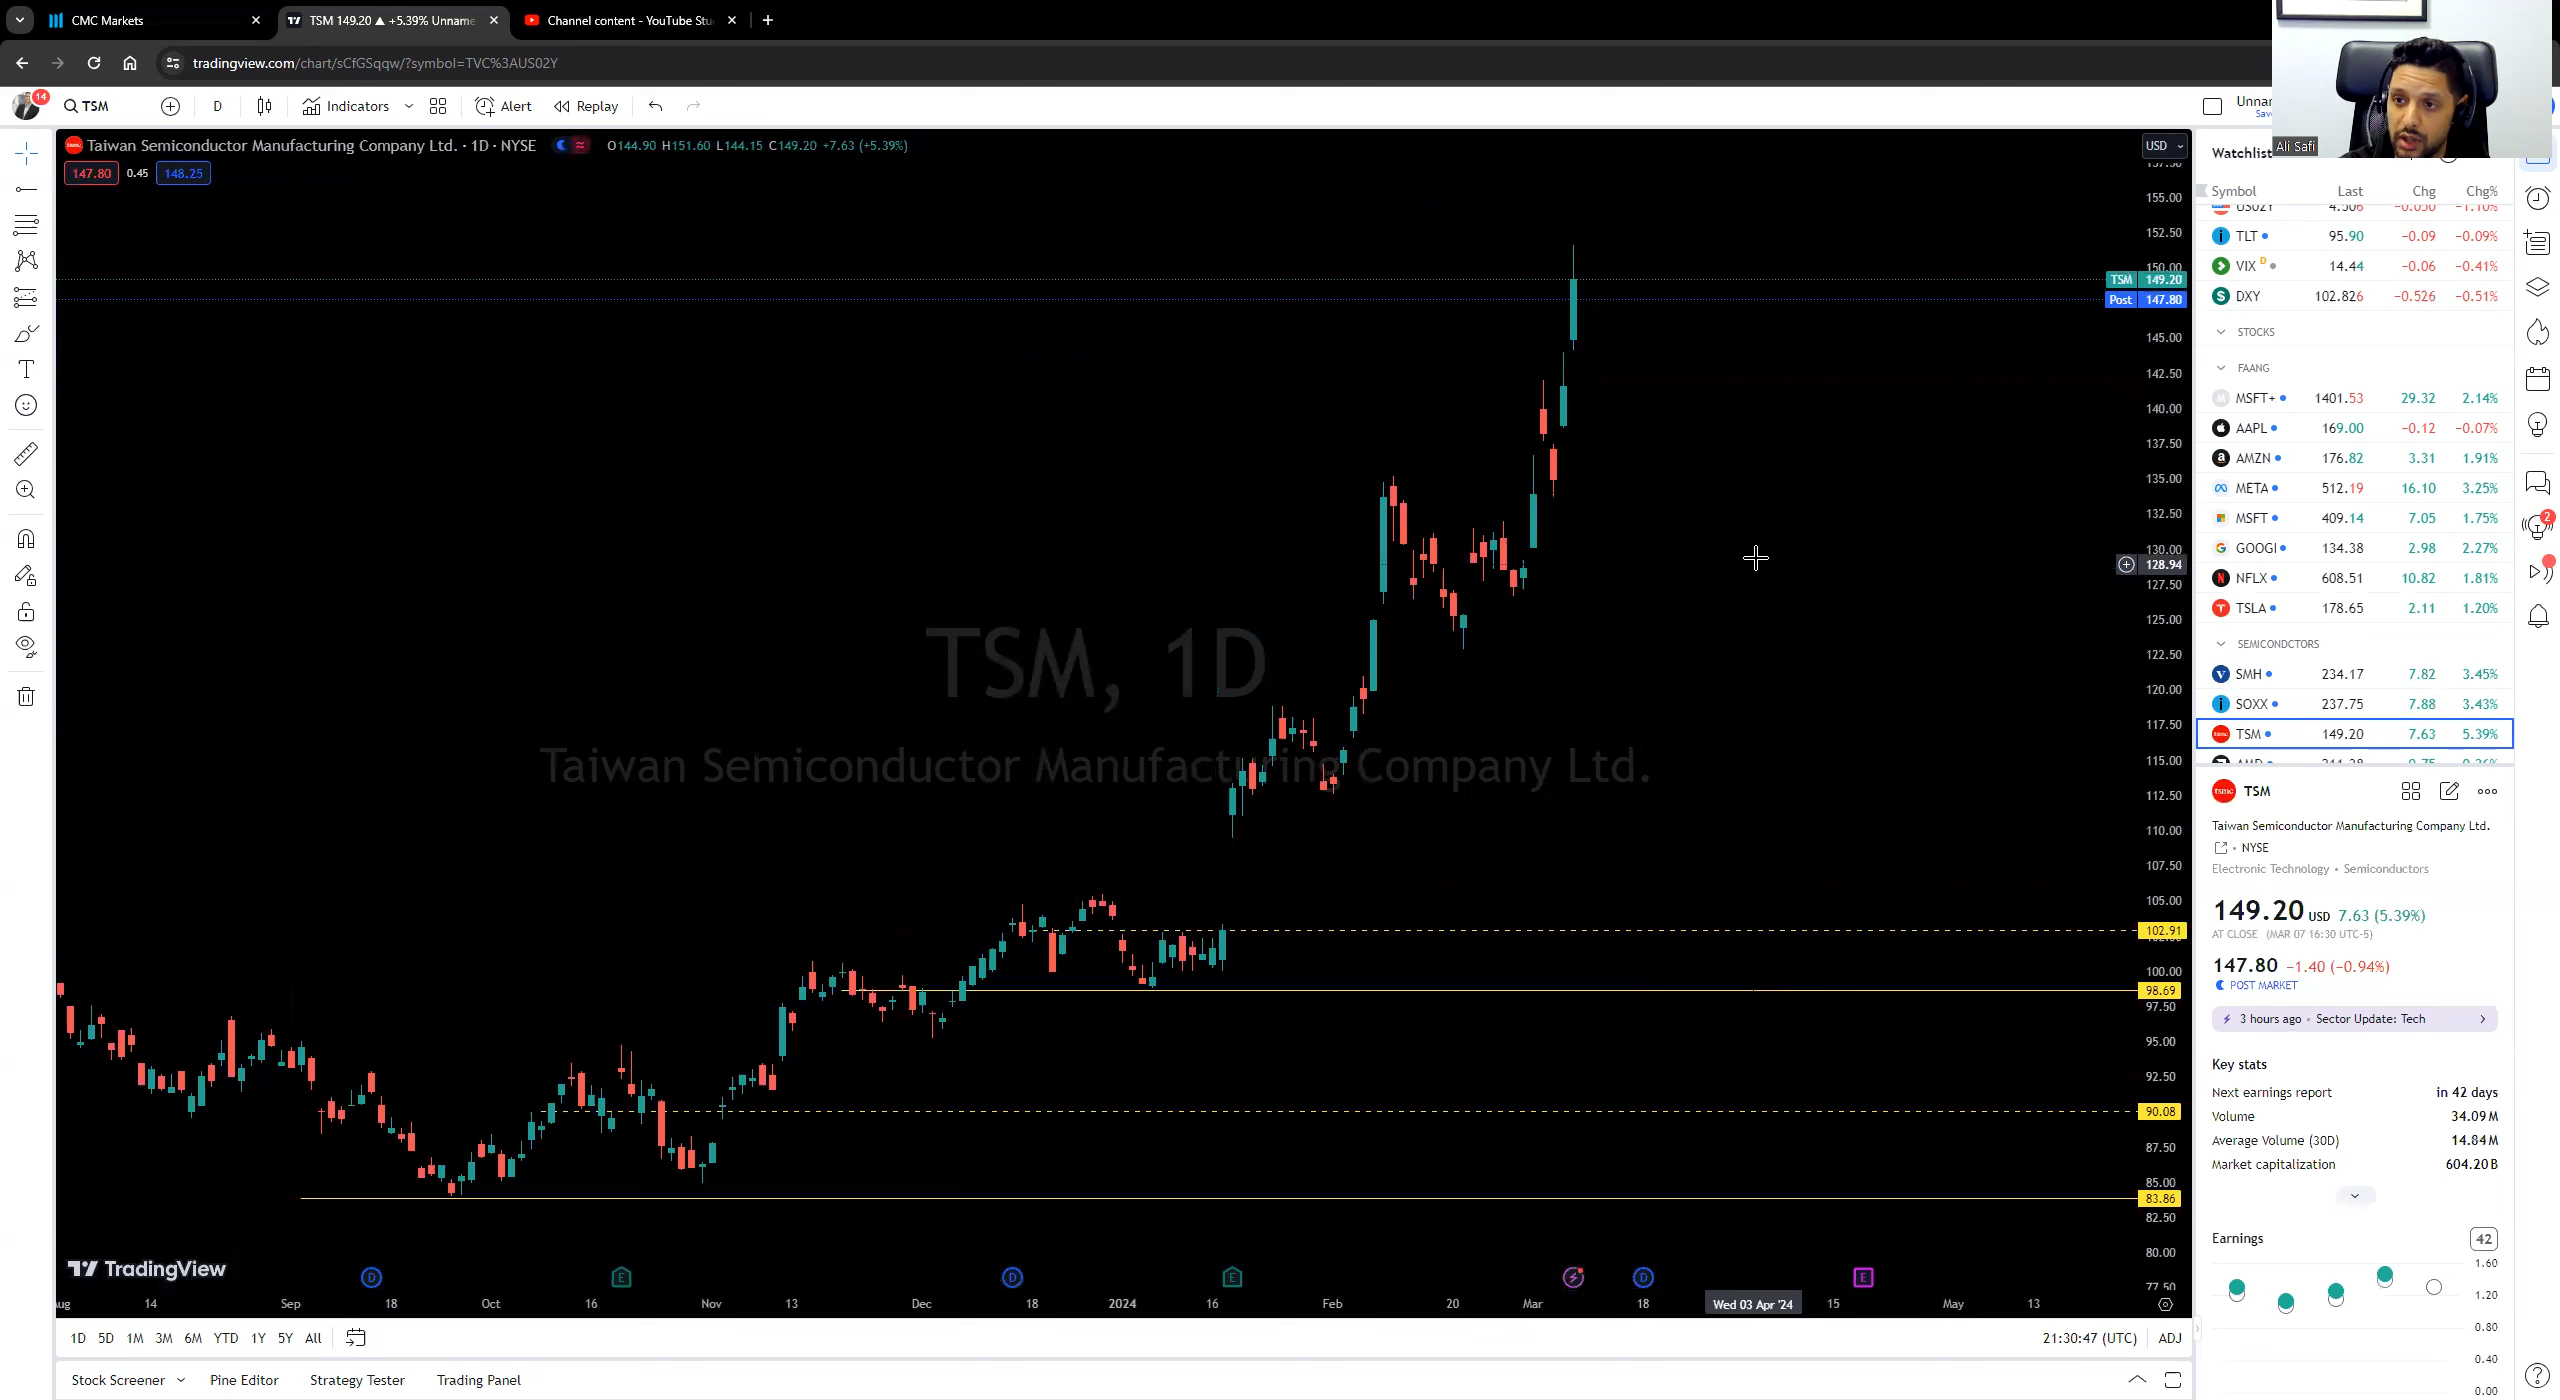 CMC Markets
TSM 149.20 ▲ +5.39% Unname
Channel content - YouTube Stu
tradingview.com/chart/sCfGSqqw/?symbol=TVC%3AUS02Y
14
TSM
D
Indicators
Alert
Replay
Unnar
Save
Ali Safi
Taiwan Semiconductor Manufacturing Company Ltd. · 1D · NYSE
O144.90 H151.60 L144.15 C149.20 +7.63 (+5.39%)
147.80
0.45
148.25
USD
157.50
155.00
152.50
150.00
TSM 149.20
Post 147.80
145.00
142.50
140.00
137.50
135.00
132.50
130.00
128.94
127.50
125.00
122.50
120.00
117.50
115.00
112.50
110.00
107.50
105.00
102.91
100.00
98.69
97.50
95.00
92.50
90.08
87.50
85.00
83.86
82.50
80.00
77.50
TSM, 1D
Taiwan Semiconductor Manufacturing Company Ltd.
TradingView
D
E
D
E
D
E
Aug
14
Sep
18
Oct
16
Nov
13
Dec
18
2024
16
Feb
20
Mar
18
Wed 03 Apr '24
15
May
13
1D 5D 1M 3M 6M YTD 1Y 5Y All
21:30:47 (UTC)
ADJ
Stock Screener
Pine Editor
Strategy Tester
Trading Panel
Watchlist
Symbol Last Chg Chg%
US02Y 4.506 −0.050 −1.10%
TLT 95.90 −0.09 −0.09%
VIX D 14.44 −0.06 −0.41%
DXY 102.826 −0.526 −0.51%
STOCKS
FAANG
MSFT+ 1401.53 29.32 2.14%
AAPL 169.00 −0.12 −0.07%
AMZN 176.82 3.31 1.91%
META 512.19 16.10 3.25%
MSFT 409.14 7.05 1.75%
GOOGl 134.38 2.98 2.27%
NFLX 608.51 10.82 1.81%
TSLA 178.65 2.11 1.20%
SEMICONDCTORS
SMH 234.17 7.82 3.45%
SOXX 237.75 7.88 3.43%
TSM 149.20 7.63 5.39%
TSM
Taiwan Semiconductor Manufacturing Company Ltd.
NYSE
Electronic Technology • Semiconductors
149.20 USD 7.63 (5.39%)
AT CLOSE (MAR 07 16:30 UTC-5)
147.80 −1.40 (−0.94%)
POST MARKET
3 hours ago • Sector Update: Tech
Key stats
Next earnings report in 42 days
Volume 34.09M
Average Volume (30D) 14.84M
Market capitalization 604.20B
Earnings 42
1.60
1.20
0.80
0.40
0.00
2